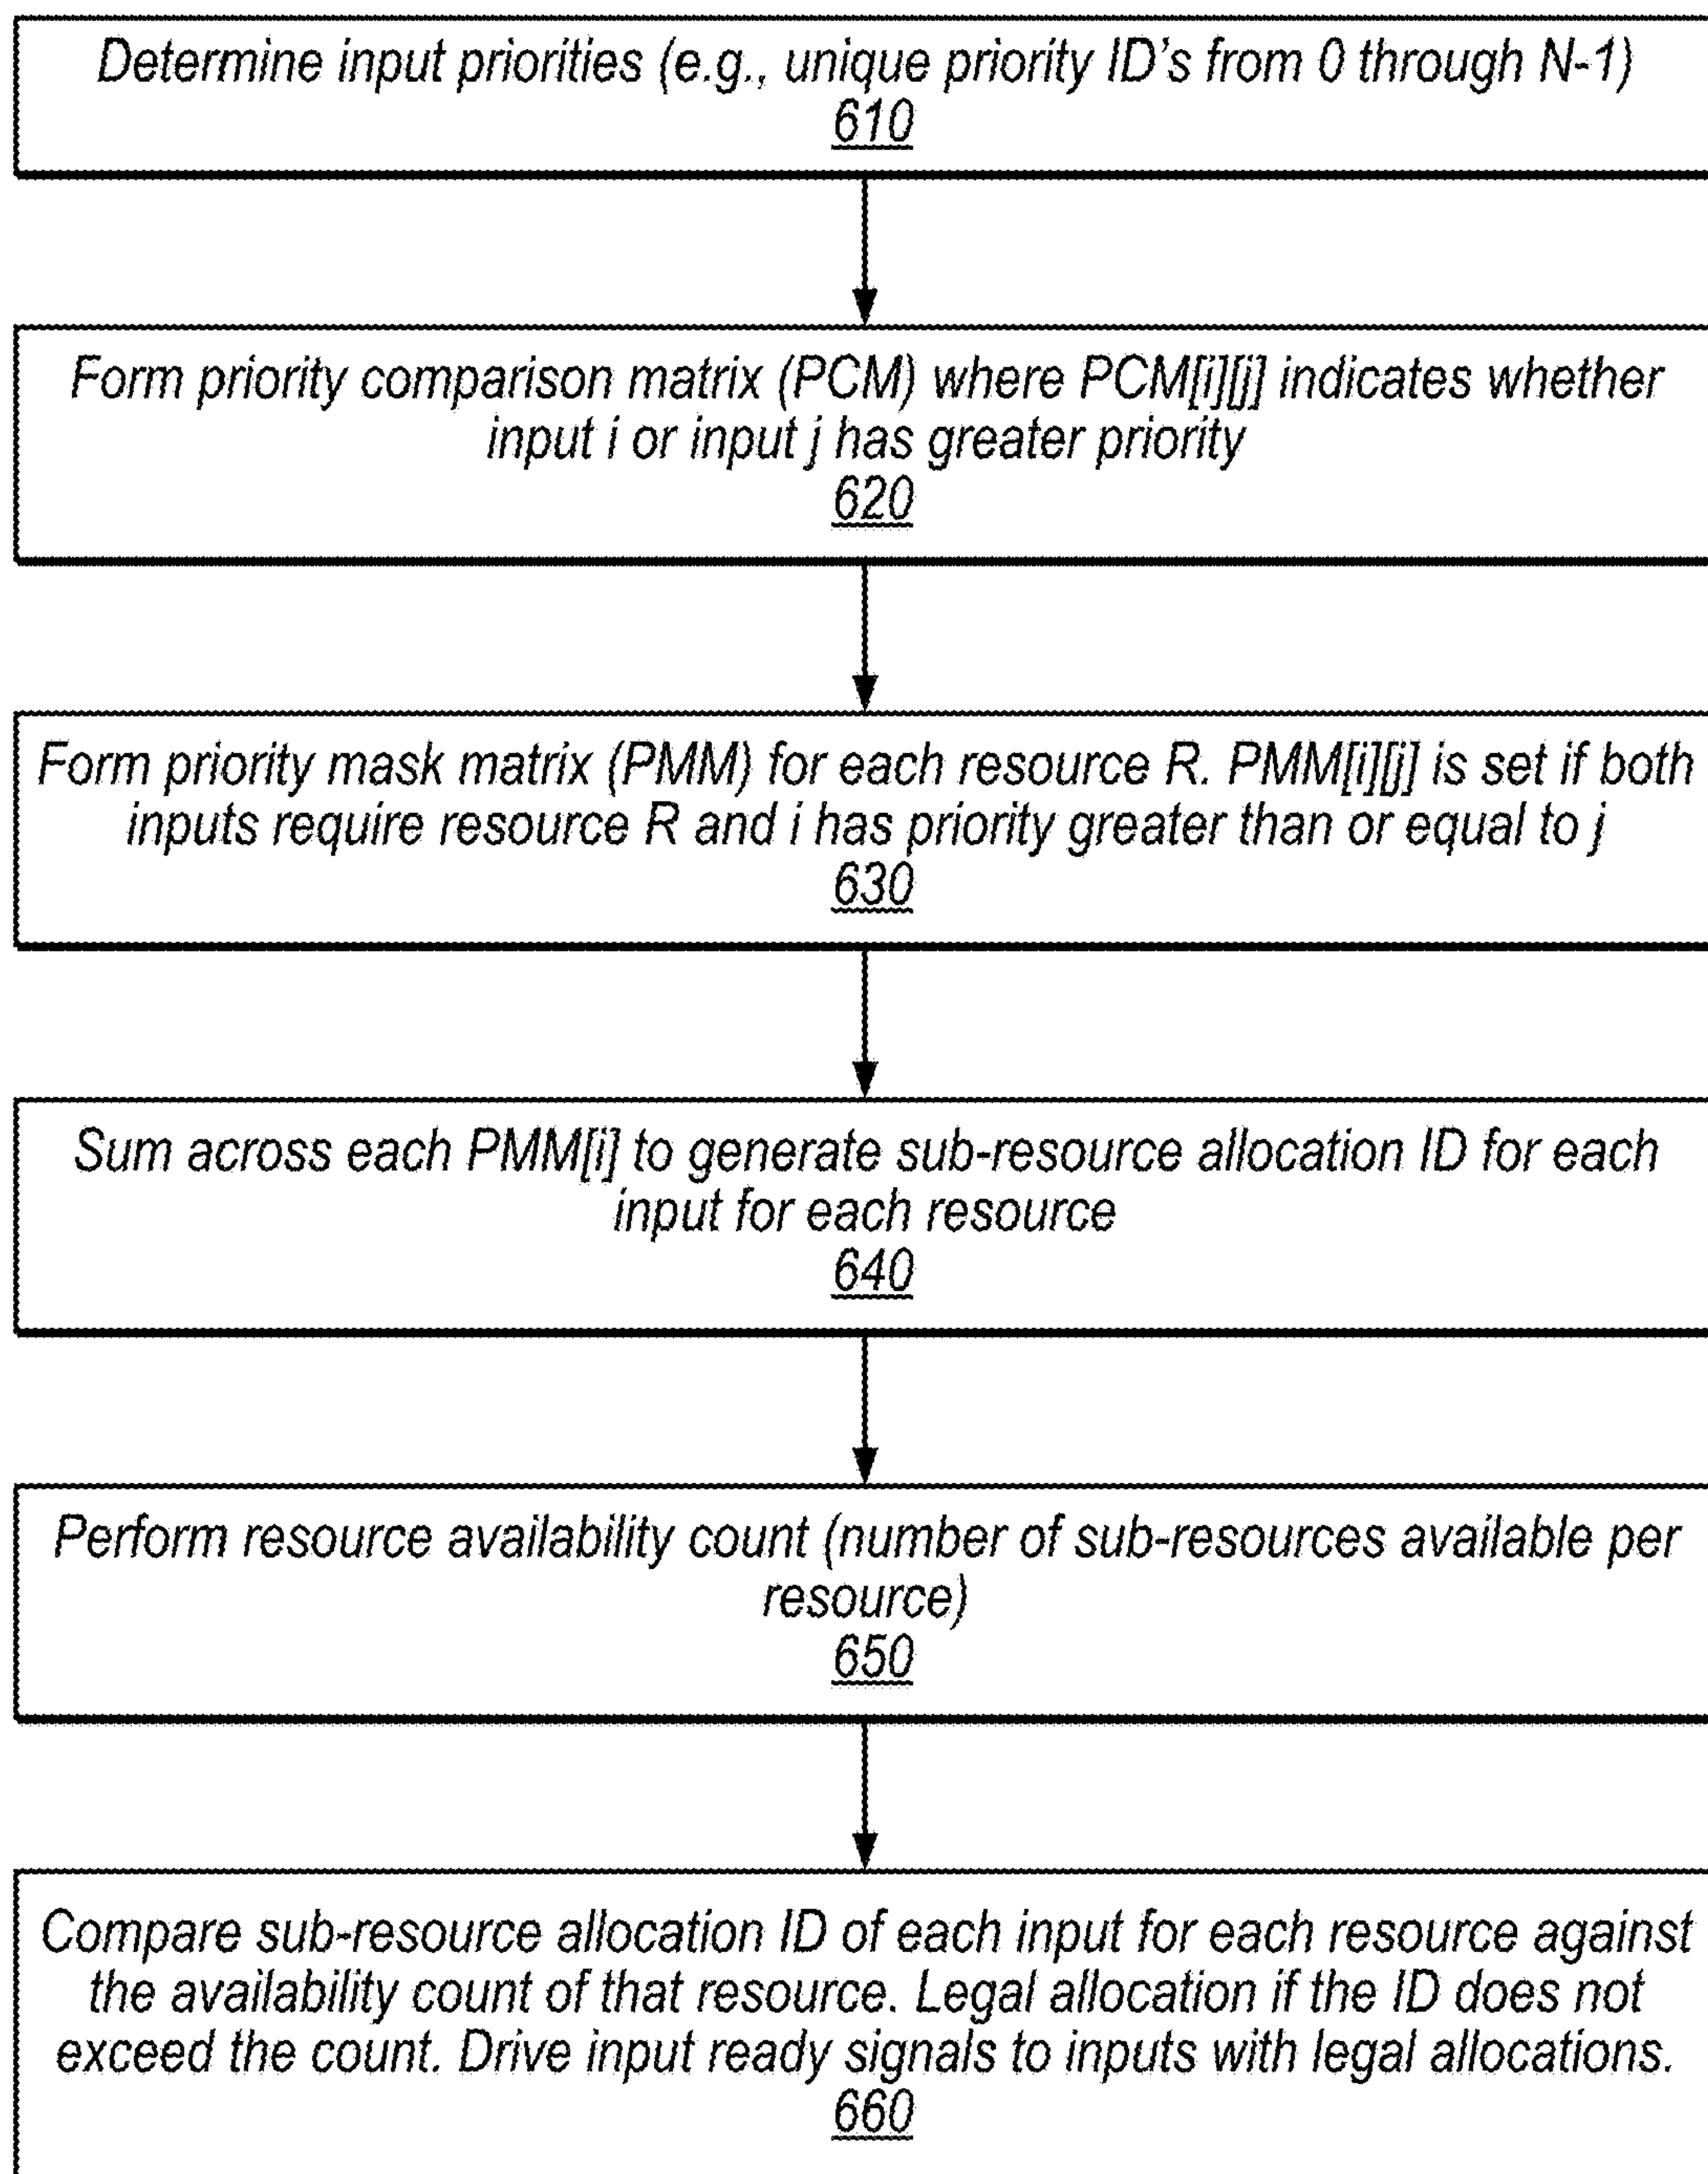 Determine input priorities (e.g., unique priority ID's from 0 through N-1)
610
Form priority comparison matrix (PCM) where PCM[i][j] indicates whether
input i or input j has greater priority
620
Form priority mask matrix (PMM) for each resource R. PMM[i][j] is set if both
inputs require resource R and i has priority greater than or equal to j
630
Sum across each PMM[i] to generate sub-resource allocation ID for each
input for each resource
640
Perform resource availability count (number of sub-resources available per
resource)
650
Compare sub-resource allocation ID of each input for each resource against
the availability count of that resource. Legal allocation if the ID does not
exceed the count. Drive input ready signals to inputs with legal allocations.
660